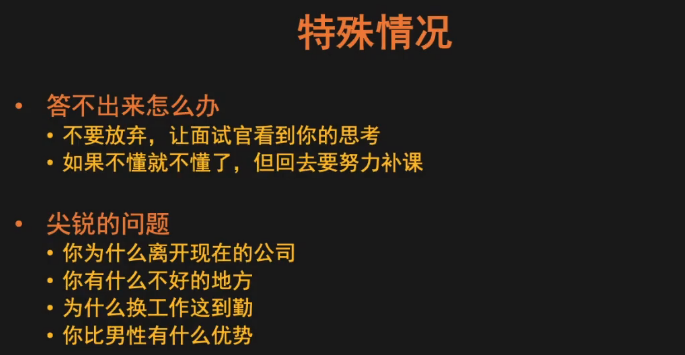 特殊情况
• 答不出来怎么办
• 不要放弃，让面试官看到你的思考
• 如果不懂就不懂了，但回去要努力补课
• 尖锐的问题
• 你为什么离开现在的公司
• 你有什么不好的地方
• 为什么换工作这到勤
• 你比男性有什么优势